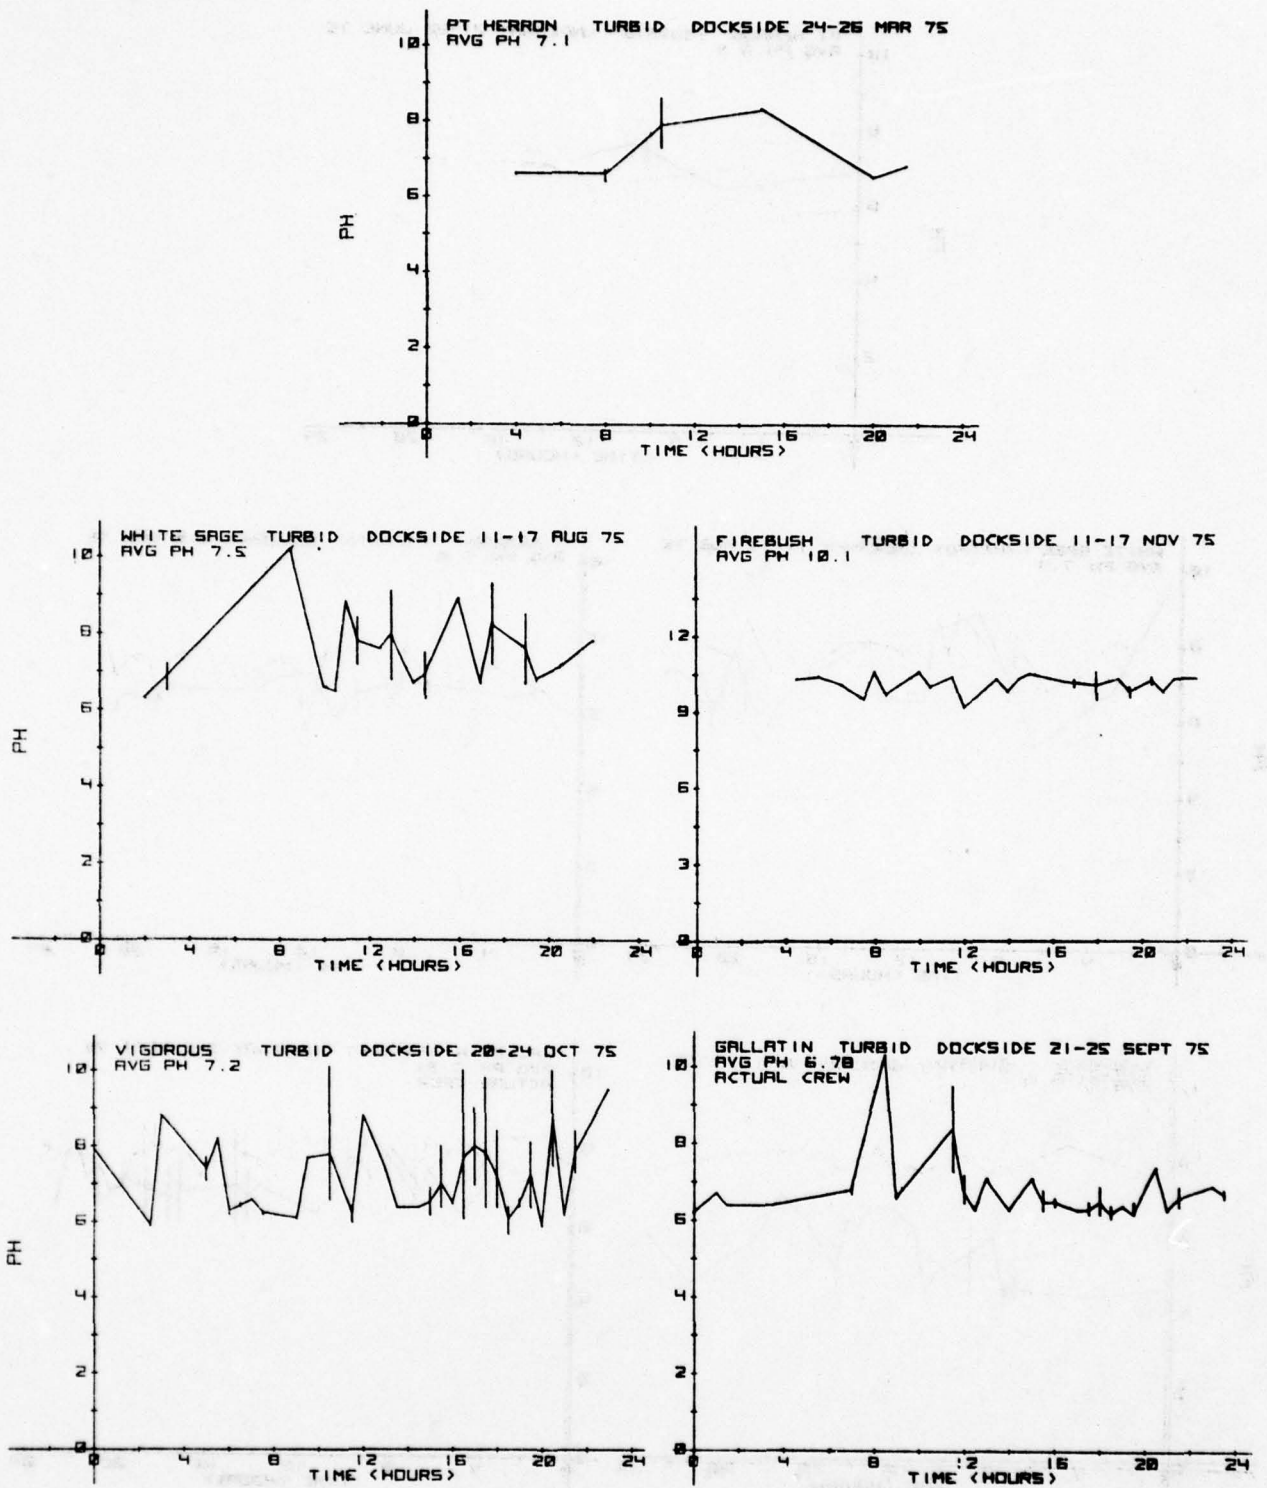 PT HERRON TURBID DOCKSIDE 24-26 MAR 75
AVG PH 7.1
10
8
6
4
2
0
PH
0 4 8 12 16 20 24
TIME <HOURS>
WHITE SAGE TURBID DOCKSIDE 11-17 AUG 75
AVG PH 7.5
10
8
6
4
2
0
PH
0 4 8 12 16 20 24
TIME <HOURS>
FIREBUSH TURBID DOCKSIDE 11-17 NOV 75
AVG PH 10.1
12
9
6
3
0
0 4 8 12 16 20 24
TIME <HOURS>
VIGOROUS TURBID DOCKSIDE 20-24 OCT 75
AVG PH 7.2
10
8
6
4
2
0
PH
0 4 8 12 16 20 24
TIME <HOURS>
GALLATIN TURBID DOCKSIDE 21-25 SEPT 75
AVG PH 6.78
ACTUAL CREW
10
8
6
4
2
0
0 4 8 12 16 20 24
TIME <HOURS>